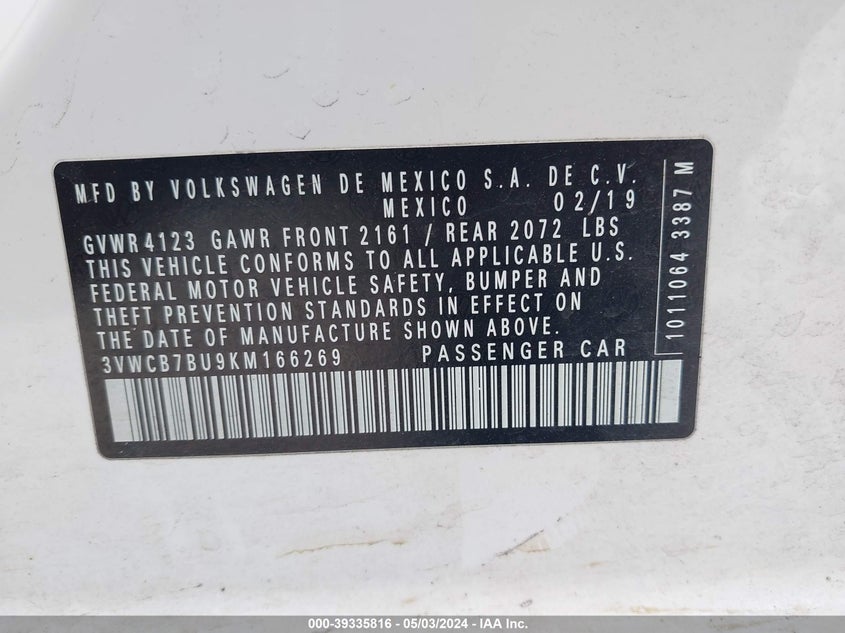 MFD BY VOLKSWAGEN DE MEXICO S.A. DE C.V.
MEXICO 02/19
GVWR 4123 GAWR FRONT 2161 / REAR 2072 LBS
THIS VEHICLE CONFORMS TO ALL APPLICABLE U.S.
FEDERAL MOTOR VEHICLE SAFETY, BUMPER AND
THEFT PREVENTION STANDARDS IN EFFECT ON
THE DATE OF MANUFACTURE SHOWN ABOVE.
3VWCB7BU9KM166269 PASSENGER CAR
1011064 3387 M
000-39335816 - 05/03/2024 - IAA Inc.